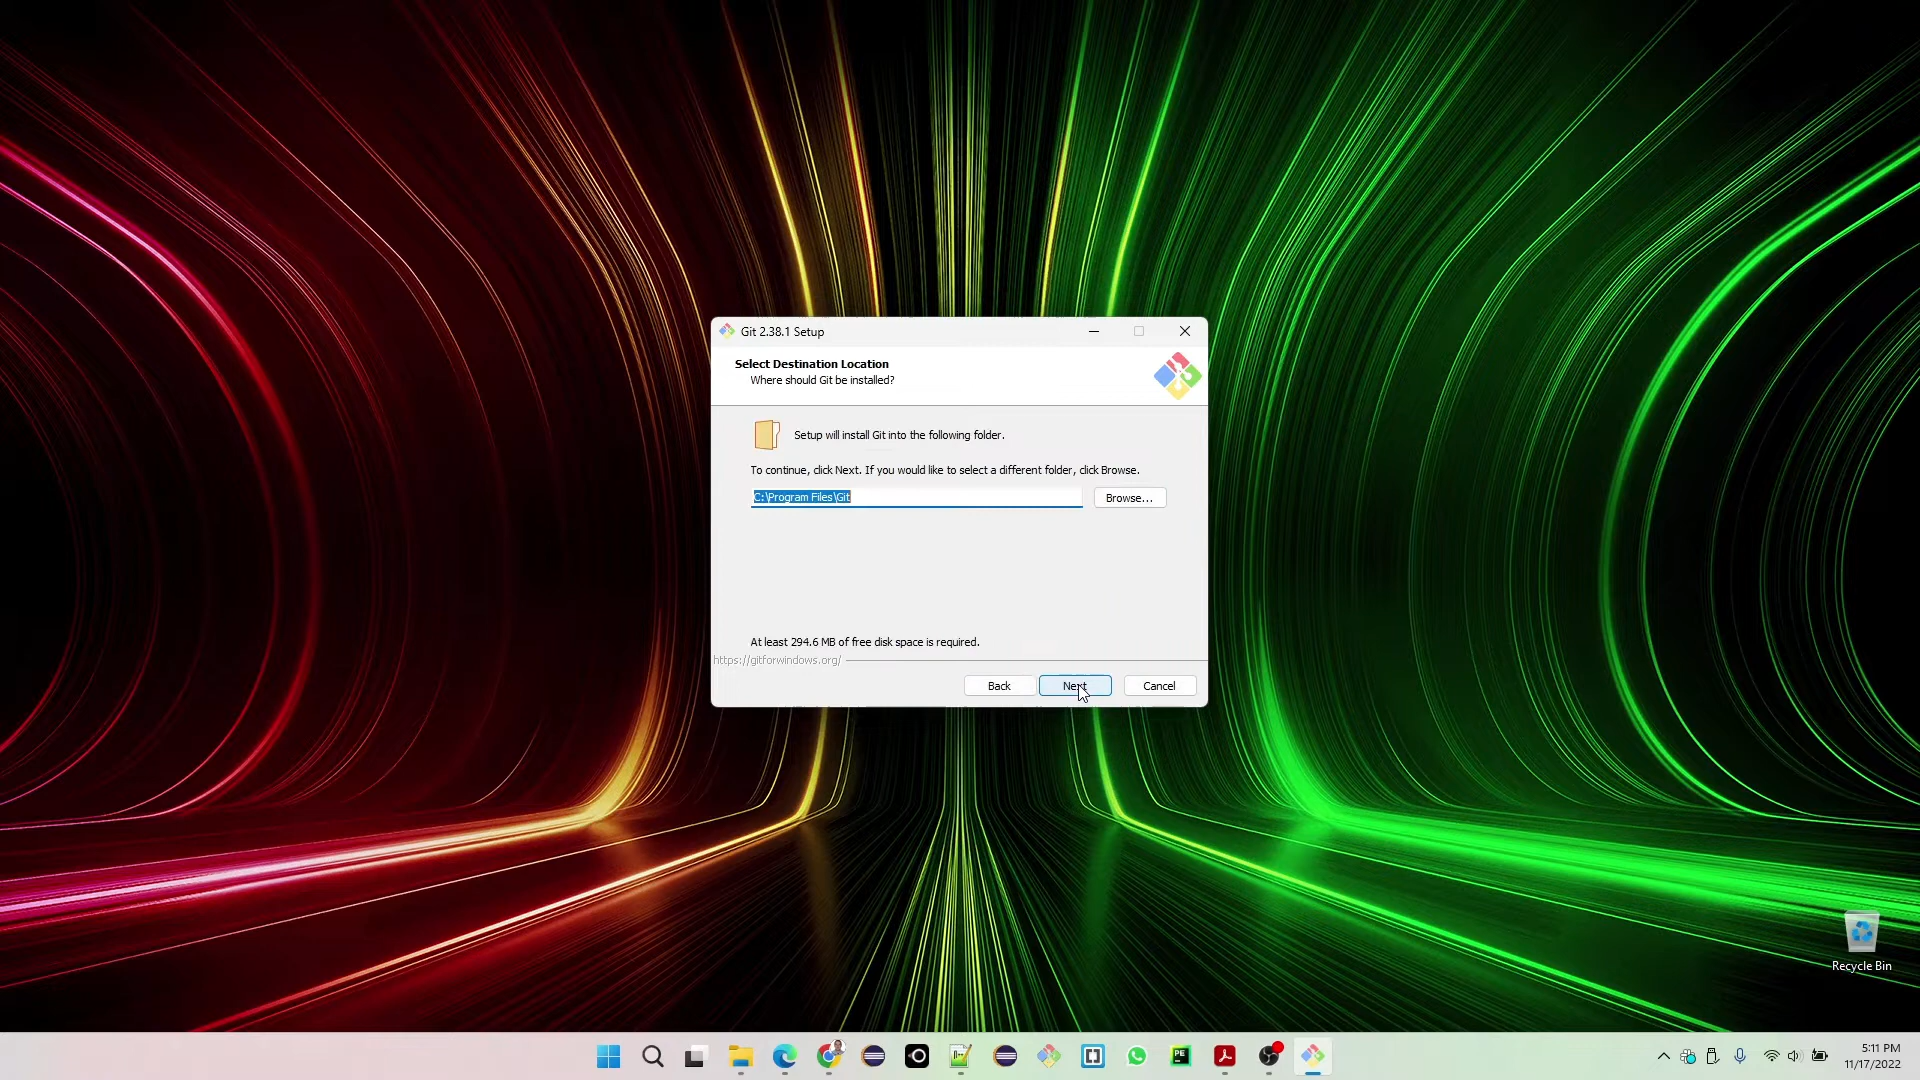 Git 2.38.1 Setup
Select Destination Location
Where should Git be installed?
Setup will install Git into the following folder.
To continue, click Next. If you would like to select a different folder, click Browse.
C:\Program Files\Git
Browse...
At least 294.6 MB of free disk space is required.
https://gitforwindows.org/
Back
Next
Cancel
Recycle Bin
PE
5:11 PM
11/17/2022